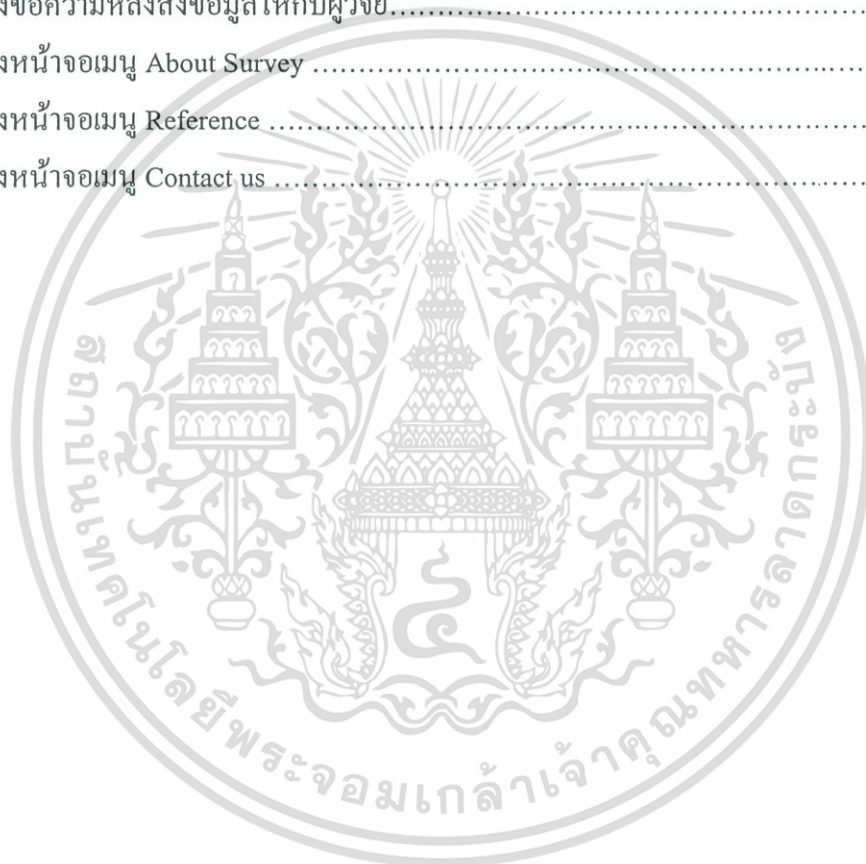 งข้อความหลังส่งข้อมูลให้กับผู้วิจัย
งหน้าจอเมนู About Survey
งหน้าจอเมนู Reference
งหน้าจอเมนู Contact us
สถาบันเทคโนโลยีพระจอมเกล้าเจ้าคุณทหารลาดกระบัง
๔